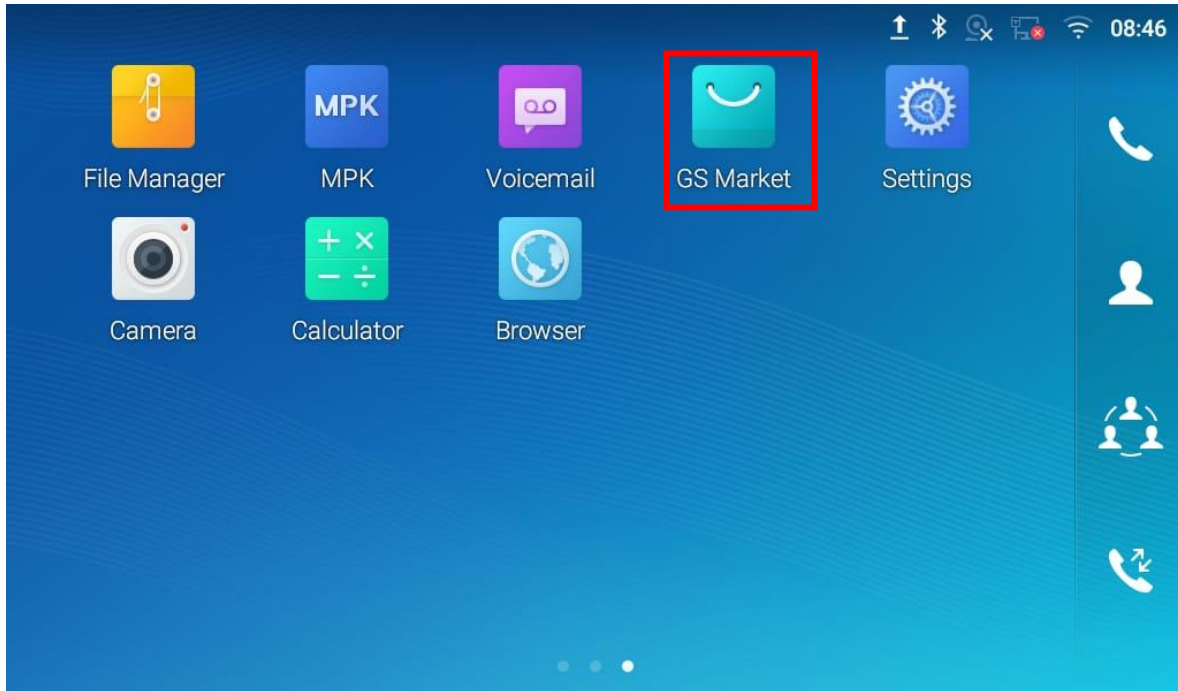 08:46
MPK
File Manager
MPK
Voicemail
GS Market
Settings
Camera
Calculator
Browser